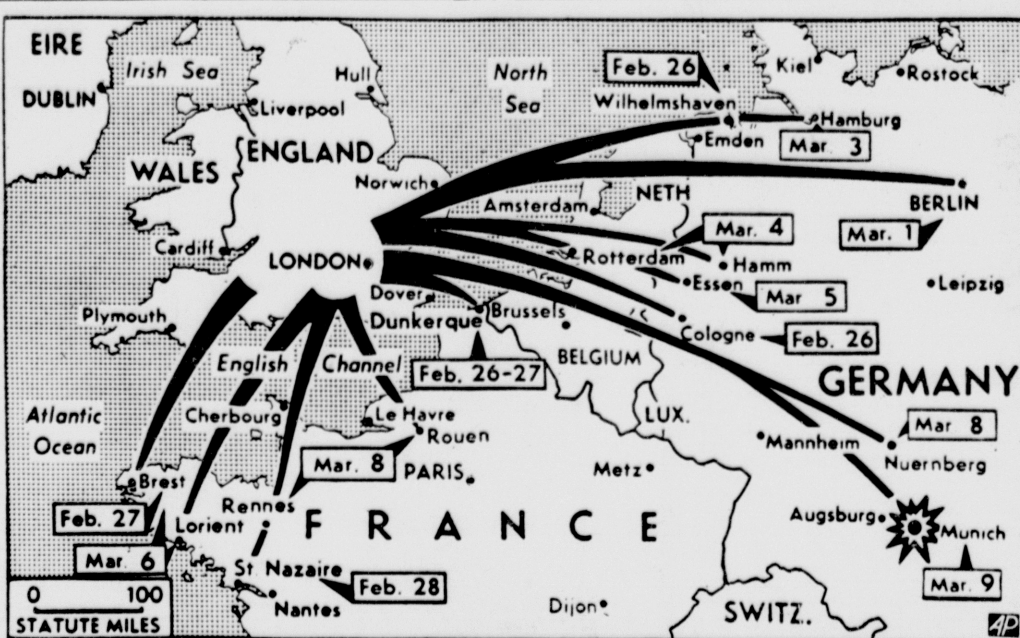 EIRE
Irish Sea
DUBLIN
Liverpool
Hull
North
Sea
Feb. 26
Wilhelmshaven
Kiel
Rostock
Hamburg
Emden
Mar. 3
WALES
ENGLAND
Norwich
Amsterdam
NETH
BERLIN
Mar. 1
Cardiff
LONDON
Mar. 4
Rotterdam
Hamm
Essen
Mar 5
Leipzig
Plymouth
Dover
Dunkerque
Brussels
Cologne
Feb. 26
English Channel
Feb. 26-27
BELGIUM
GERMANY
Atlantic
Ocean
Cherbourg
Le Havre
Rouen
LUX.
Mar 8
Mannheim
Nuernberg
Mar. 8
PARIS
Metz
Brest
Feb. 27
Rennes
Lorient
FRANCE
Augsburg
Munich
Mar. 6
St. Nazaire
Feb. 28
Mar. 9
Nantes
Dijon
SWITZ.
0 100
STATUTE MILES
AP